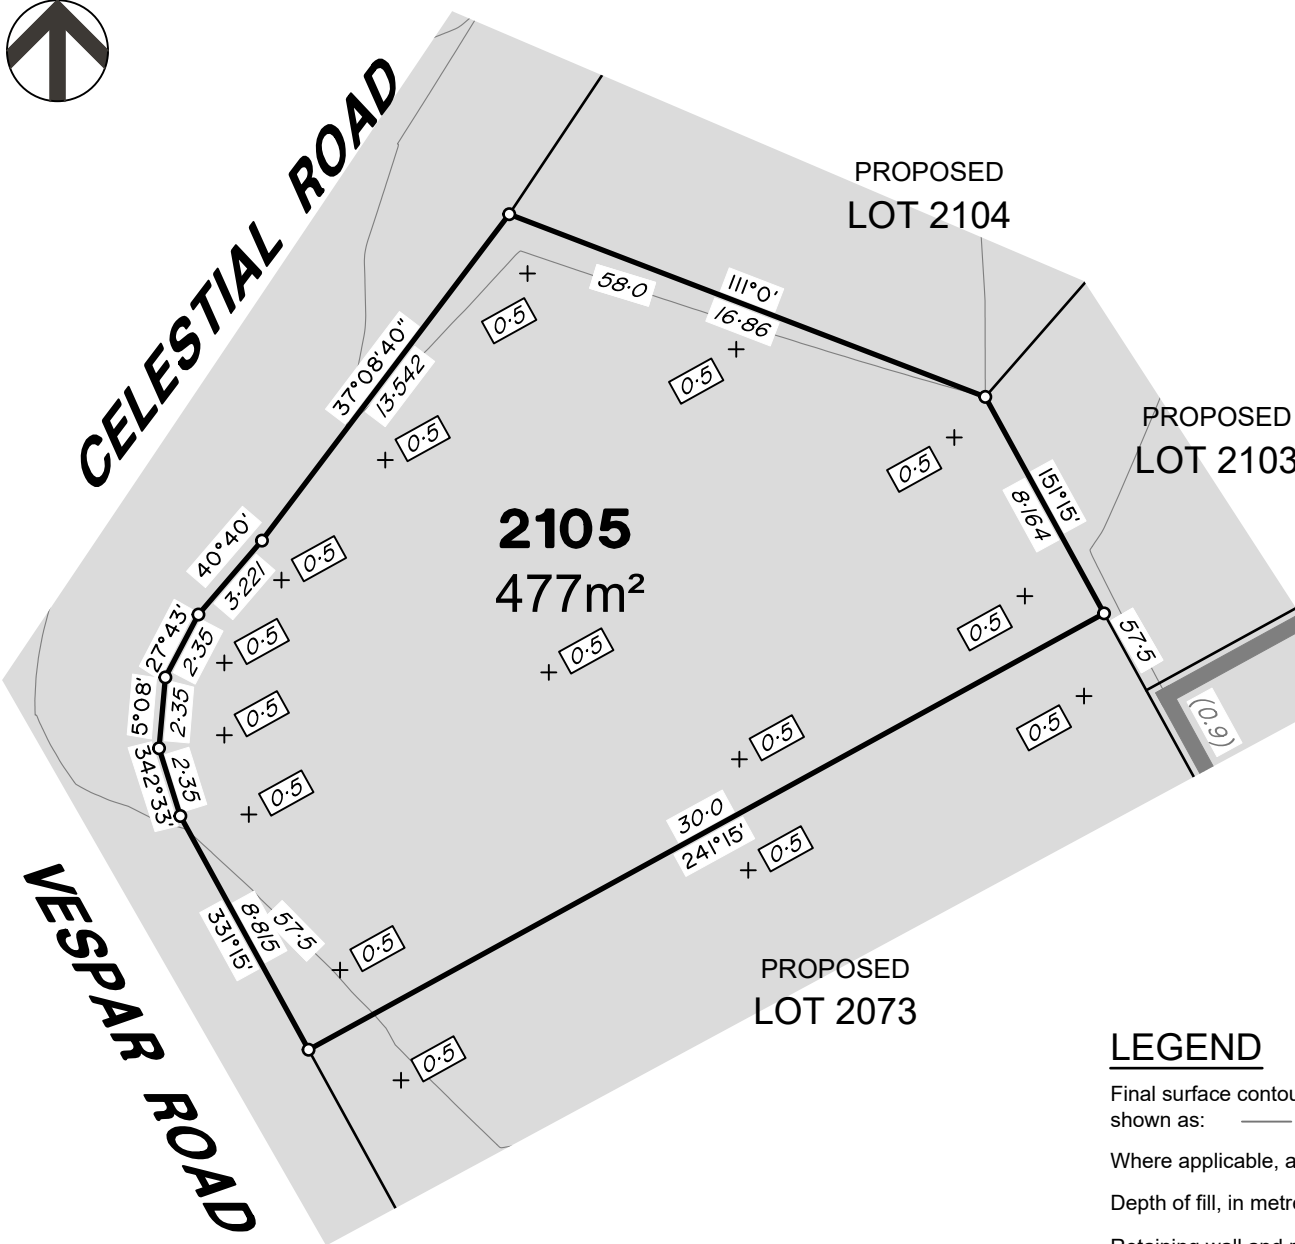 CELESTIAL ROAD
PROPOSED
LOT 2104
111°0'
58·0
16·86
0·5
0·5
37°08'40"
13·542
0·5
0·5
PROPOSED
LOT 2103
151°15'
8·164
2105
477m²
40°40'
3·221
0·5
27°43'
2·35
0·5
0·5
0·5
57·5
5°08'
2·35
0·5
(0.9)
0·5
0·5
342°33'
2·35
0·5
30·0
241°15'
0·5
VESPAR ROAD
331°15'
8·815
57·5
0·5
PROPOSED
LOT 2073
0·5
LEGEND
Final surface contou
shown as:
Where applicable, a
Depth of fill, in metre